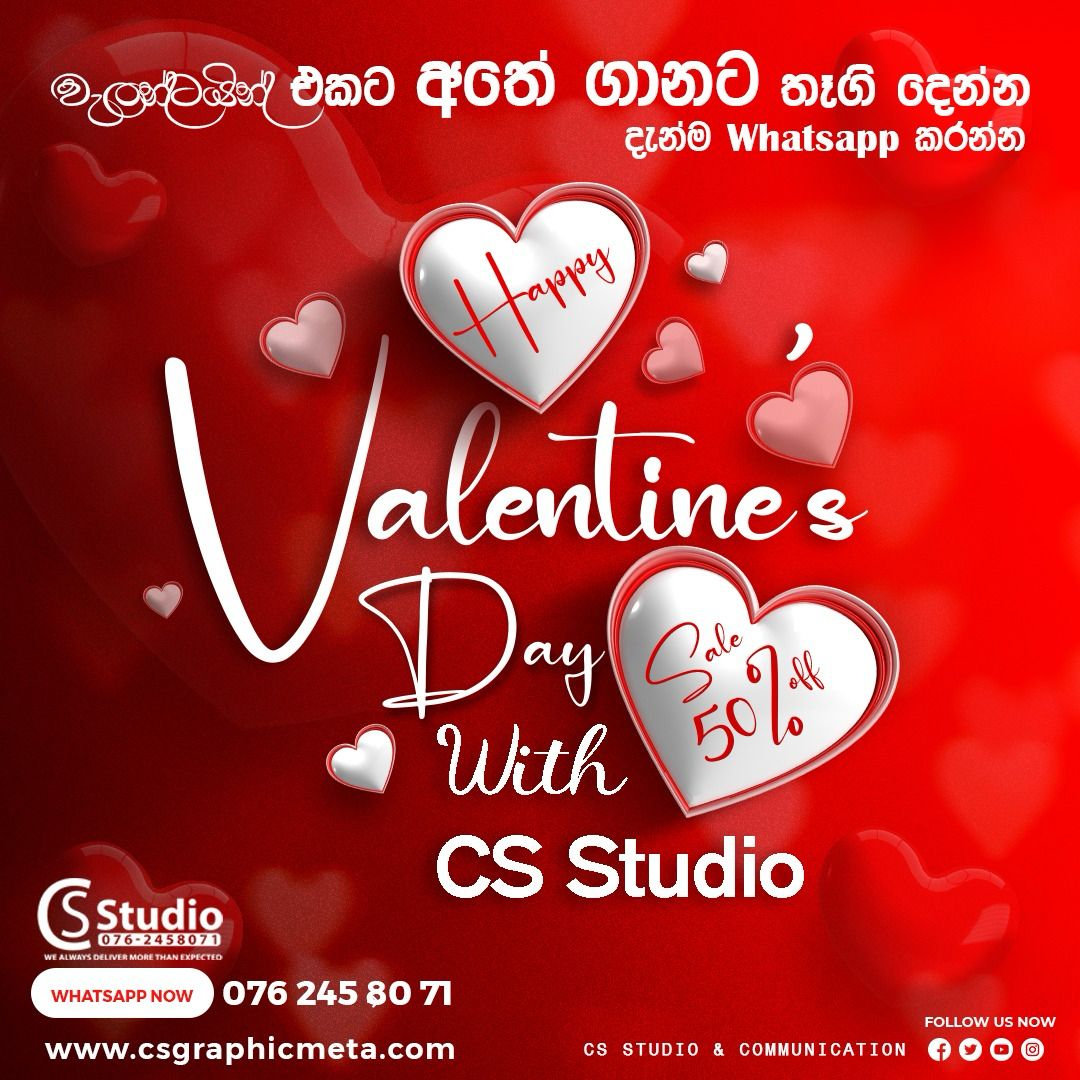 වැලන්ටයින් එකට අතේ ගානට තෑගි දෙන්න
දැන්ම Whatsapp කරන්න
Happy
Valentine's
Day
Sale
50% off
With
CS Studio
CS Studio
076-2458071
WE ALWAYS DELIVER MORE THAN EXPECTED
WHATSAPP NOW 076 245 80 71
www.csgraphicmeta.com
CS STUDIO & COMMUNICATION
FOLLOW US NOW